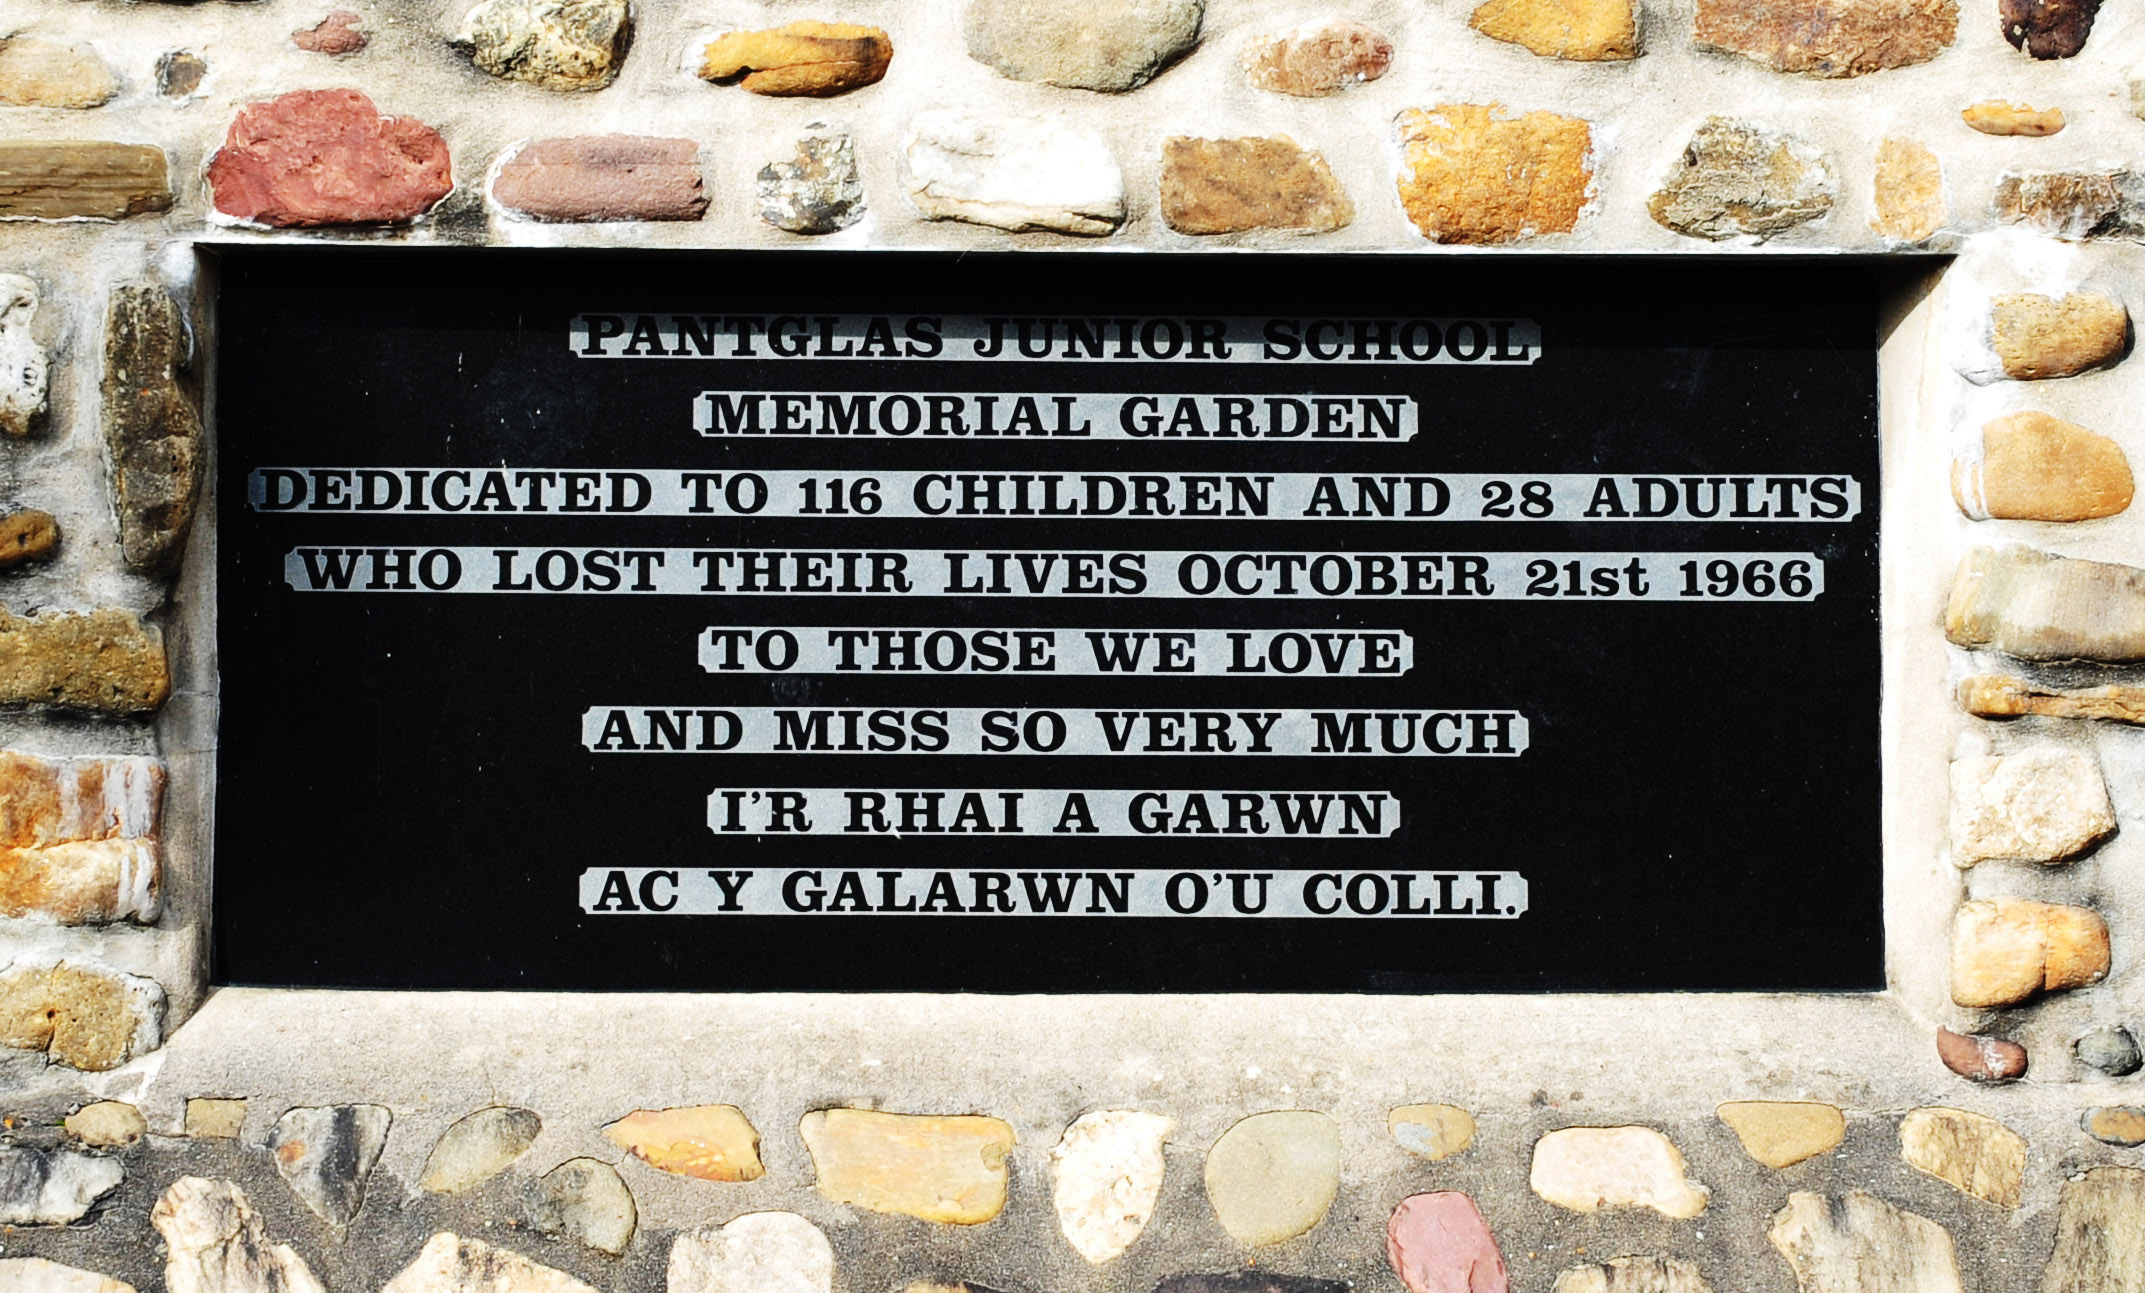 PANTGLAS JUNIOR SCHOOL
MEMORIAL GARDEN
DEDICATED TO 116 CHILDREN AND 28 ADULTS
WHO LOST THEIR LIVES OCTOBER 21st 1966
TO THOSE WE LOVE
AND MISS SO VERY MUCH
I'R RHAI A GARWN
AC Y GALARWN O'U COLLI.